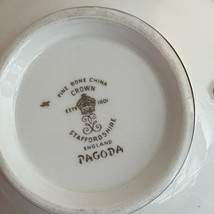 FINE BONE CHINA
CROWN
ESTD 1801
STAFFORDSHIRE
ENGLAND
PAGODA